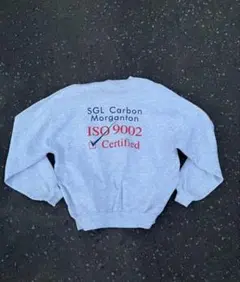 SGL Carbon
Morganton
ISO 9002
Certified